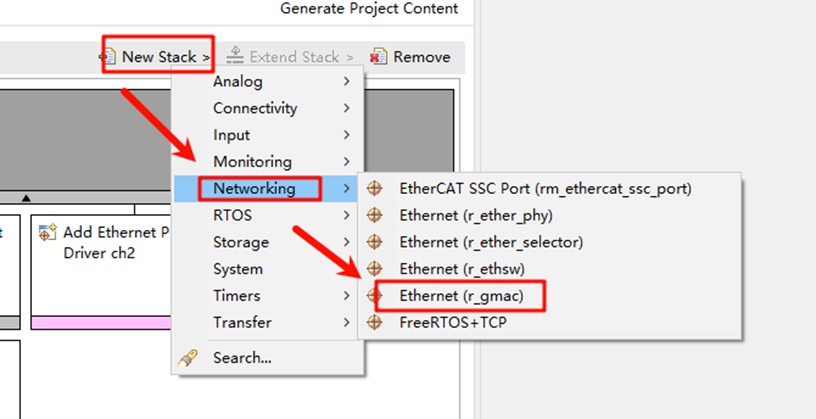 Generate Project Content
New Stack >
Extend Stack >
Remove
Analog >
Connectivity >
Input >
Monitoring >
Networking >
RTOS >
Storage >
System
Timers >
Transfer >
Search...
EtherCAT SSC Port (rm_ethercat_ssc_port)
Ethernet (r_ether_phy)
Ethernet (r_ether_selector)
Ethernet (r_ethsw)
Ethernet (r_gmac)
FreeRTOS+TCP
t
Add Ethernet P
Driver ch2